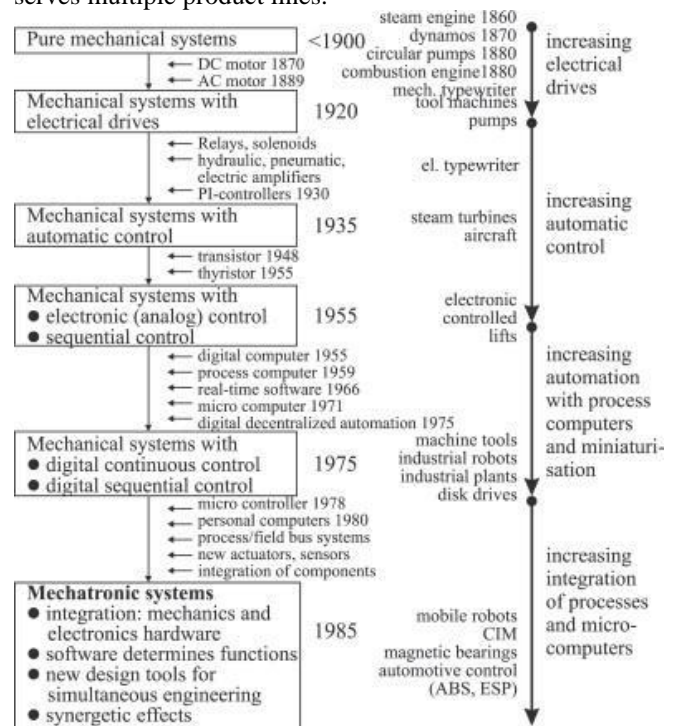 serves multiple product lines.
Pure mechanical systems
<1900
steam engine 1860
dynamos 1870
circular pumps 1880
combustion engine1880
mech. typewriter
tool machines
pumps
increasing
electrical
drives
DC motor 1870
AC motor 1889
Mechanical systems with
electrical drives
1920
Relays, solenoids
hydraulic, pneumatic,
electric amplifiers
PI-controllers 1930
el. typewriter
increasing
automatic
control
Mechanical systems with
automatic control
1935
steam turbines
aircraft
transistor 1948
thyristor 1955
Mechanical systems with
● electronic (analog) control
● sequential control
1955
electronic
controlled
lifts
digital computer 1955
process computer 1959
real-time software 1966
micro computer 1971
digital decentralized automation 1975
increasing
automation
with process
computers
and miniaturi-
sation
Mechanical systems with
● digital continuous control
● digital sequential control
1975
machine tools
industrial robots
industrial plants
disk drives
micro controller 1978
personal computers 1980
process/field bus systems
new actuators, sensors
integration of components
increasing
integration
of processes
and micro-
computers
Mechatronic systems
● integration: mechanics and
electronics hardware
● software determines functions
● new design tools for
simultaneous engineering
● synergetic effects
1985
mobile robots
CIM
magnetic bearings
automotive control
(ABS, ESP)